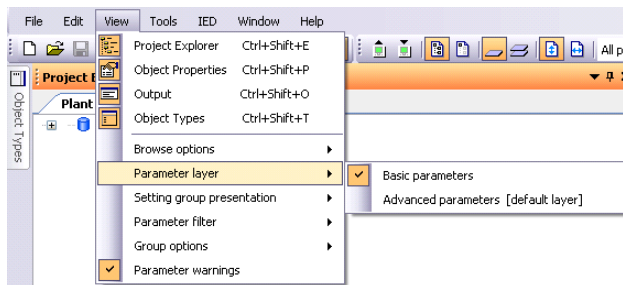 File Edit View Tools IED Window Help
Project Explorer Ctrl+Shift+E
All p
Object Properties Ctrl+Shift+P
Project E
Output Ctrl+Shift+O
Plant
Object Types Ctrl+Shift+T
Object Types
Browse options
Parameter layer
Basic parameters
Setting group presentation
Advanced parameters [default layer]
Parameter filter
Group options
Parameter warnings